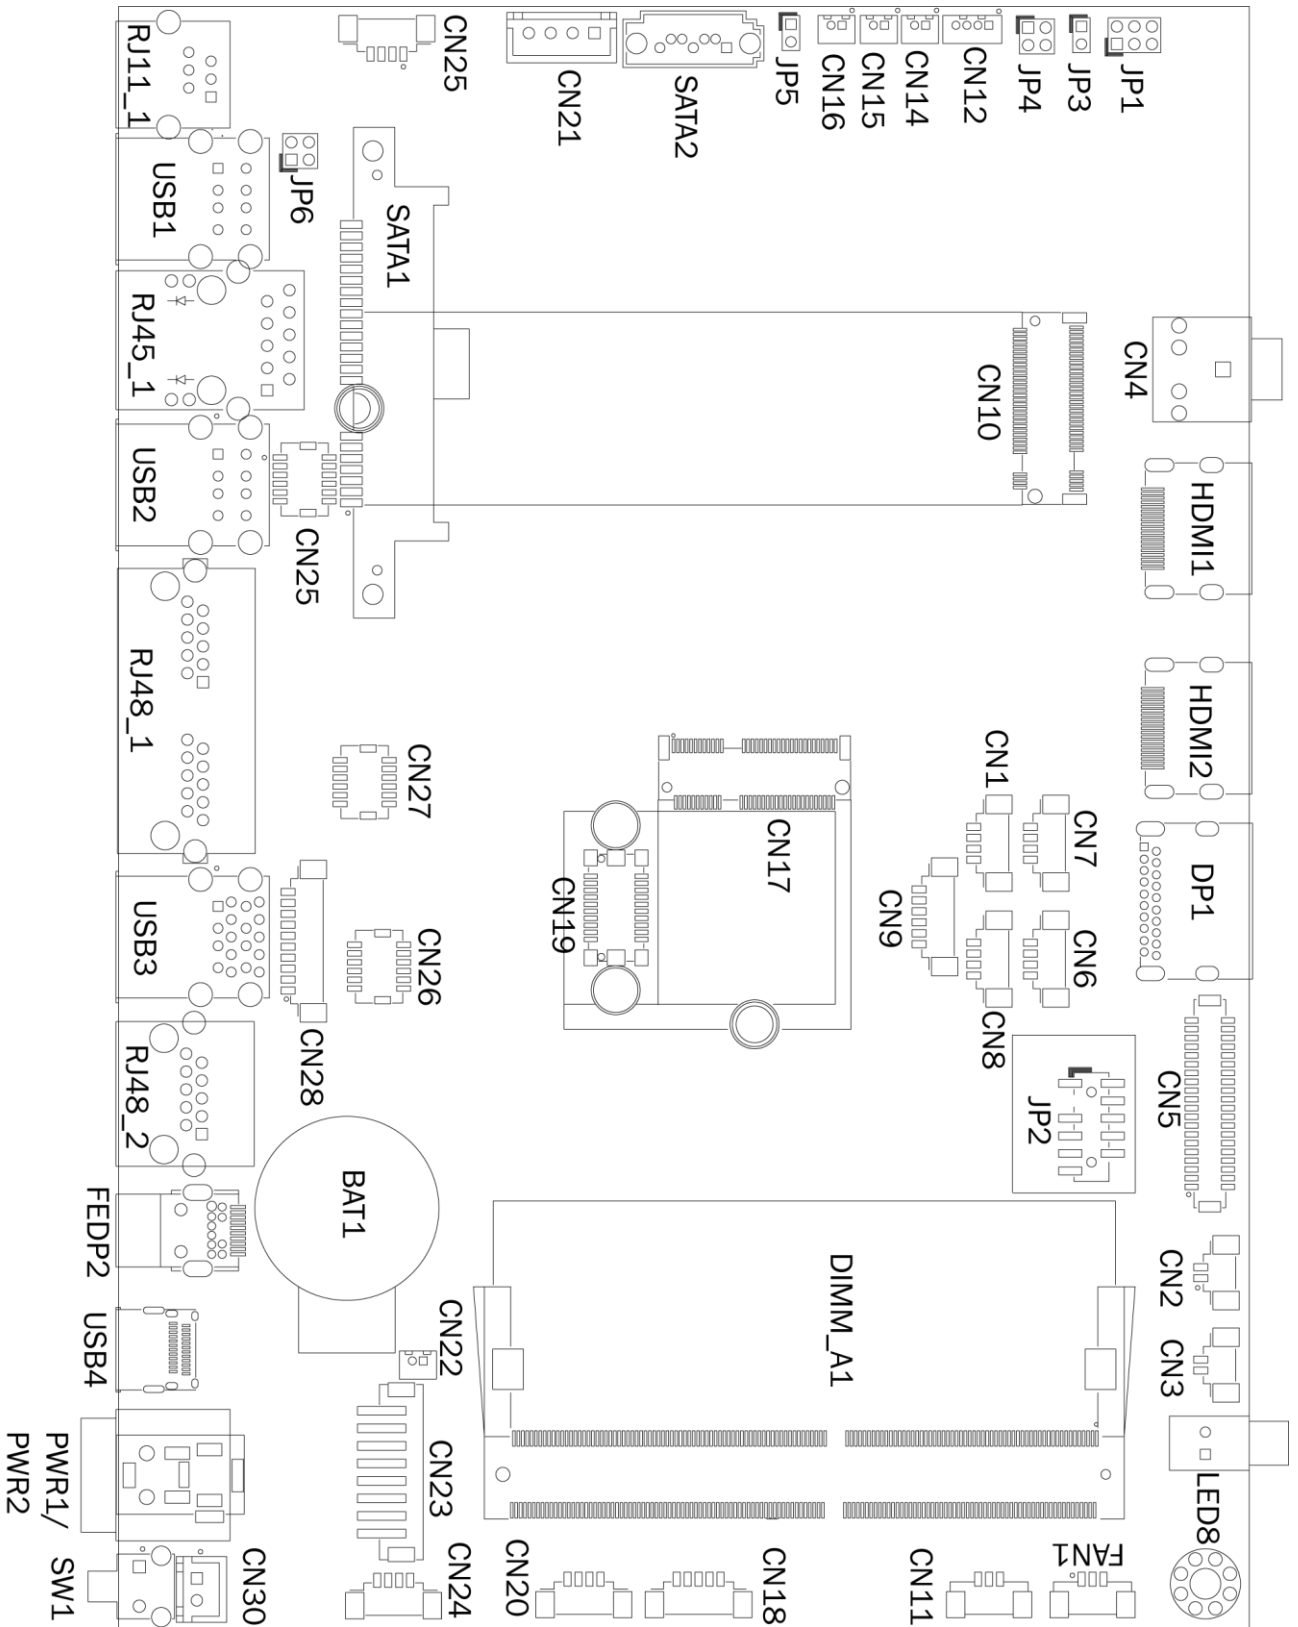 RJ11_1
CN25
CN21
SATA2
JP5
CN16
CN15
CN14
CN12
JP4
JP3
JP1
USB1
JP6
SATA1
RJ45_1
CN10
CN4
USB2
CN25
HDMI1
RJ48_1
HDMI2
CN27
CN1
CN17
CN7
DP1
USB3
CN19
CN9
CN26
CN6
CN28
CN8
RJ48_2
JP2
CN5
FEDP2
BAT1
DIMM_A1
CN2
USB4
CN22
CN3
PWR1/
PWR2
CN23
LED8
SW1
CN30
CN24
CN20
CN18
CN11
FAN1